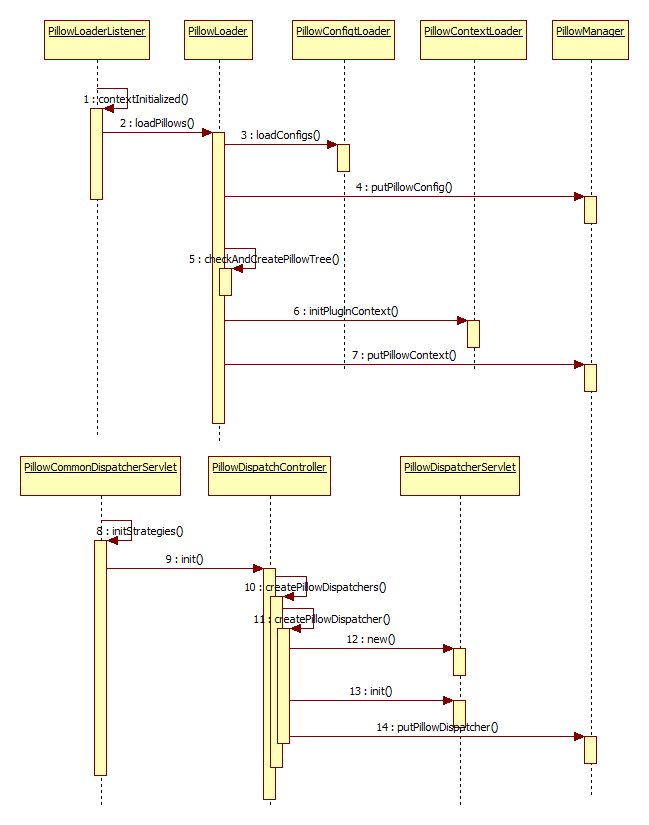 PillowLoaderListener
PillowLoader
PillowConfigtLoader
PillowContextLoader
PillowManager
1 : contextInitialized()
2 : loadPillows()
3 : loadConfigs()
4 : putPillowConfig()
5 : checkAndCreatePillowTree()
6 : initPluginContext()
7 : putPillowContext()
PillowCommonDispatcherServlet
PillowDispatchController
PillowDispatcherServlet
8 : initStrategies()
9 : init()
10 : createPillowDispatchers()
11 : createPillowDispatcher()
12 : new()
13 : init()
14 : putPillowDispatcher()